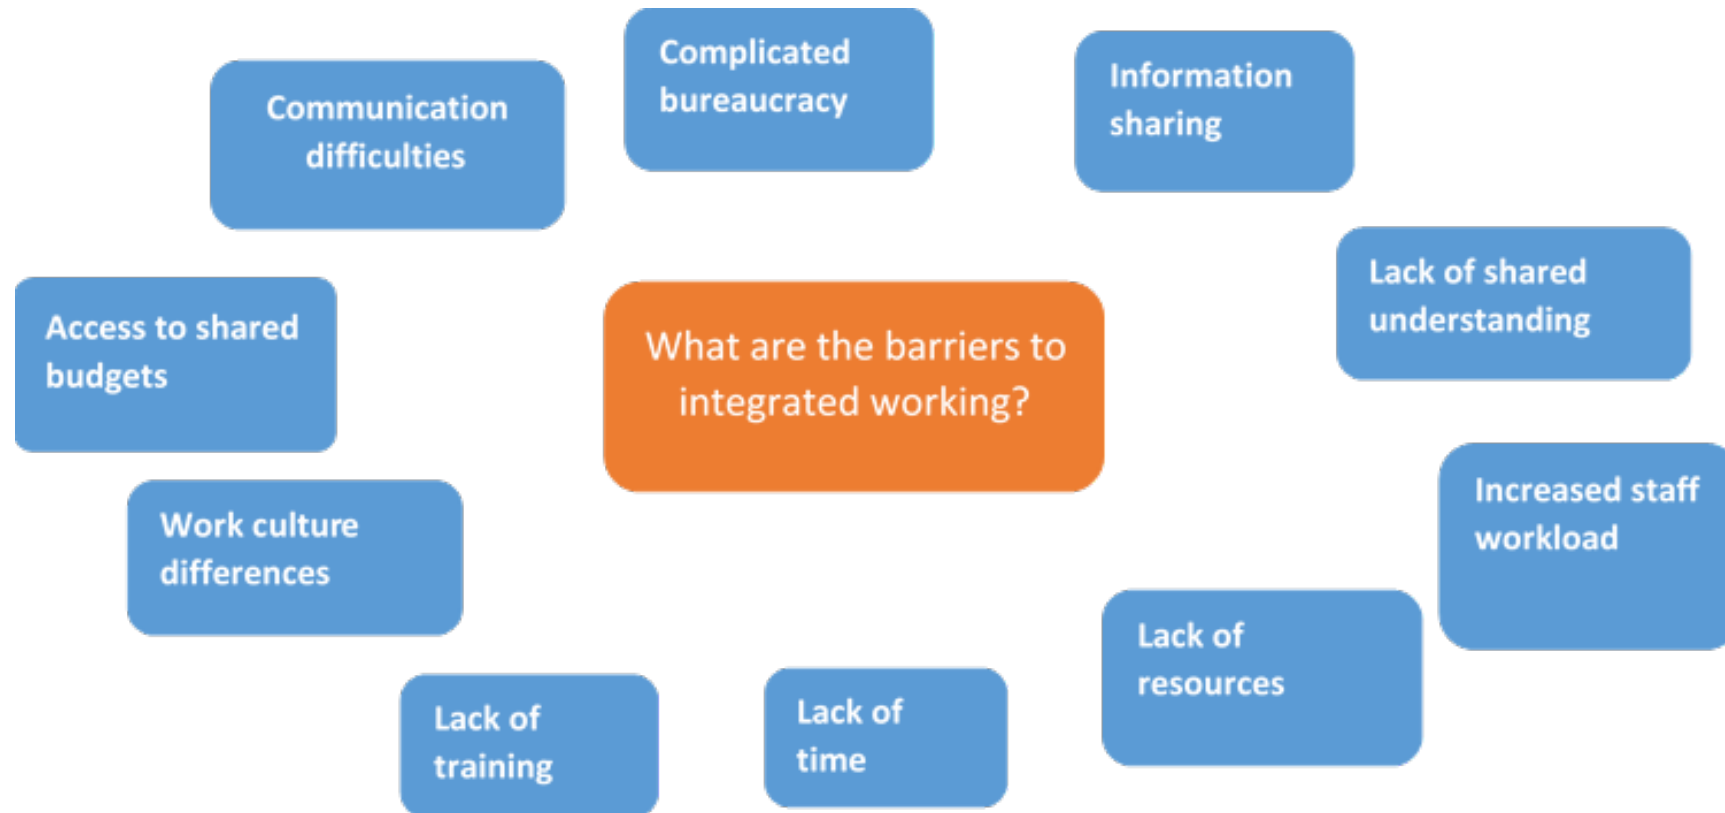 Complicated
bureaucracy
Information
sharing
Communication
difficulties
Lack of shared
understanding
Access to shared
budgets
What are the barriers to
integrated working?
Increased staff
workload
Work culture
differences
Lack of
resources
Lack of
training
Lack of
time